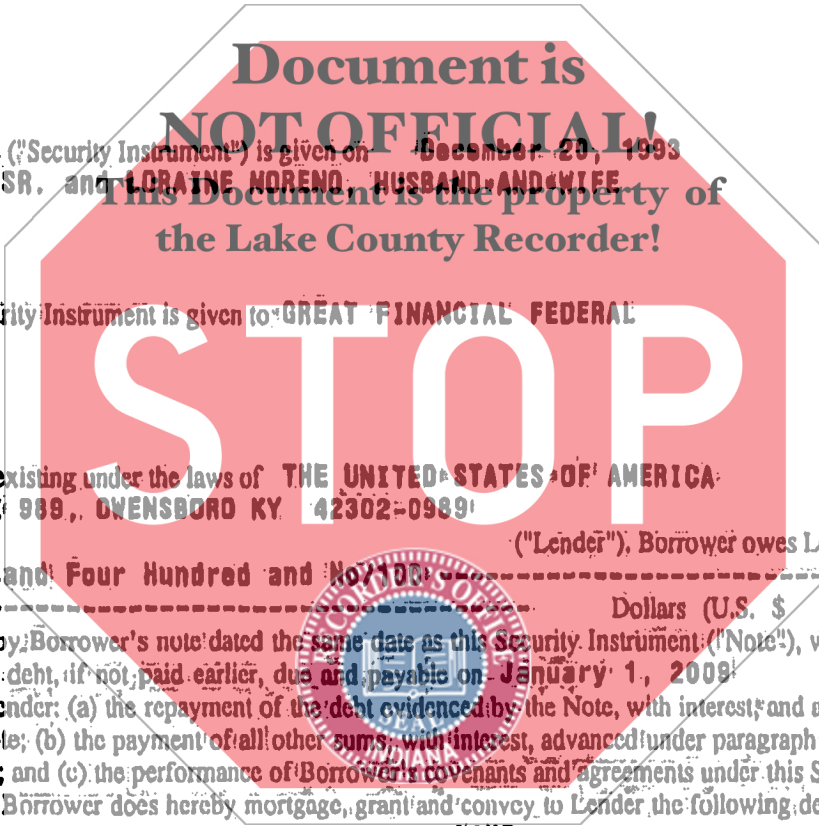 Document is
NOT OFFICIAL!
("Security Instrument") is given on December 20, 1993
SR. and LORAINE MORENO, HUSBAND AND WIFE
This Document is the property of
the Lake County Recorder!
rity Instrument is given to GREAT FINANCIAL FEDERAL
STOP
existing under the laws of THE UNITED STATES OF AMERICA
989, OWENSBORO KY 42302-0989
("Lender"), Borrower owes L
and Four Hundred and No/100
Dollars (U.S. $
RECORDER'S OFFICE
SEAL
INDIANA
by Borrower's note dated the same date as this Security Instrument ("Note"), w
debt, if not paid earlier, due and payable on January 1, 2009
ender: (a) the repayment of the debt evidenced by the Note, with interest, and a
te; (b) the payment of all other sums, with interest, advanced under paragraph
; and (c) the performance of Borrower's covenants and agreements under this S
Borrower does hereby mortgage, grant and convey to Lender the following de